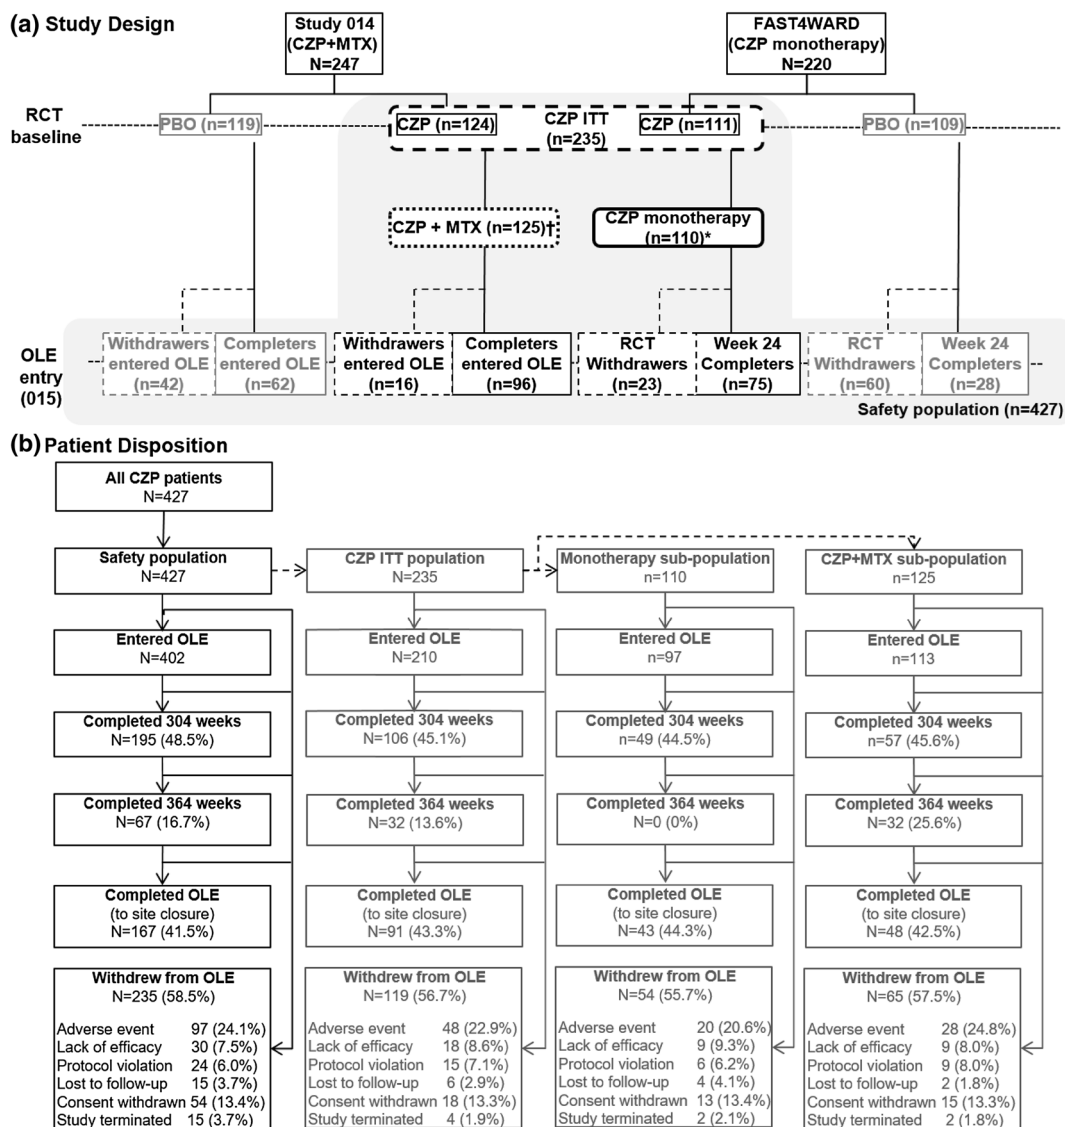 (a) Study Design
Study 014
(CZP+MTX)
N=247
FAST4WARD
(CZP monotherapy)
N=220
RCT
baseline
PBO (n=119)
CZP (n=124)
CZP ITT
(n=235)
CZP (n=111)
PBO (n=109)
CZP + MTX (n=125)†
CZP monotherapy
(n=110)*
OLE
entry
(015)
Withdrawers
entered OLE
(n=42)
Completers
entered OLE
(n=62)
Withdrawers
entered OLE
(n=16)
Completers
entered OLE
(n=96)
RCT
Withdrawers
(n=23)
Week 24
Completers
(n=75)
RCT
Withdrawers
(n=60)
Week 24
Completers
(n=28)
Safety population (n=427)
(b) Patient Disposition
All CZP patients
N=427
Safety population
N=427
CZP ITT population
N=235
Monotherapy sub-population
n=110
CZP+MTX sub-population
n=125
Entered OLE
N=402
Entered OLE
N=210
Entered OLE
n=97
Entered OLE
n=113
Completed 304 weeks
N=195 (48.5%)
Completed 304 weeks
N=106 (45.1%)
Completed 304 weeks
n=49 (44.5%)
Completed 304 weeks
n=57 (45.6%)
Completed 364 weeks
N=67 (16.7%)
Completed 364 weeks
N=32 (13.6%)
Completed 364 weeks
N=0 (0%)
Completed 364 weeks
N=32 (25.6%)
Completed OLE
(to site closure)
N=167 (41.5%)
Completed OLE
(to site closure)
N=91 (43.3%)
Completed OLE
(to site closure)
N=43 (44.3%)
Completed OLE
(to site closure)
N=48 (42.5%)
Withdrew from OLE
N=235 (58.5%)
Adverse event 97 (24.1%)
Lack of efficacy 30 (7.5%)
Protocol violation 24 (6.0%)
Lost to follow-up 15 (3.7%)
Consent withdrawn 54 (13.4%)
Study terminated 15 (3.7%)
Withdrew from OLE
N=119 (56.7%)
Adverse event 48 (22.9%)
Lack of efficacy 18 (8.6%)
Protocol violation 15 (7.1%)
Lost to follow-up 6 (2.9%)
Consent withdrawn 18 (13.3%)
Study terminated 4 (1.9%)
Withdrew from OLE
N=54 (55.7%)
Adverse event 20 (20.6%)
Lack of efficacy 9 (9.3%)
Protocol violation 6 (6.2%)
Lost to follow-up 4 (4.1%)
Consent withdrawn 13 (13.4%)
Study terminated 2 (2.1%)
Withdrew from OLE
N=65 (57.5%)
Adverse event 28 (24.8%)
Lack of efficacy 9 (8.0%)
Protocol violation 9 (8.0%)
Lost to follow-up 2 (1.8%)
Consent withdrawn 15 (13.3%)
Study terminated 2 (1.8%)